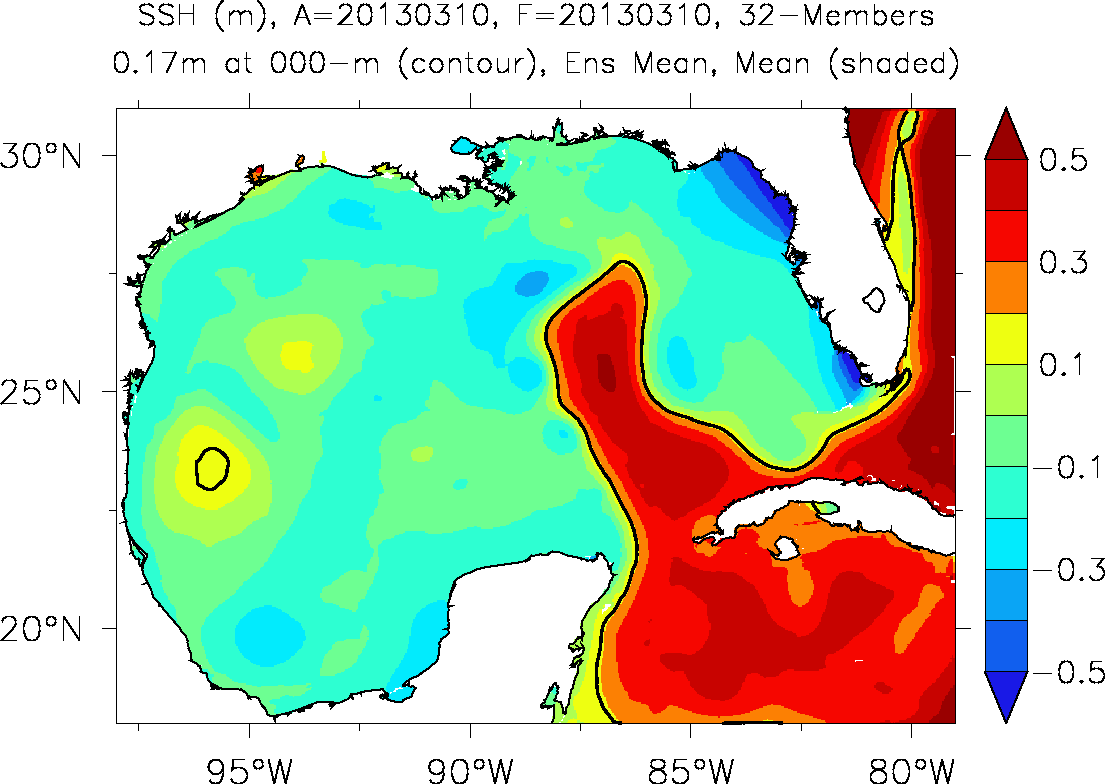 SSH (m), A=20130310, F=20130310, 32-Members
0.17m at 000-m (contour), Ens Mean, Mean (shaded)
30°N
25°N
20°N
95°W 90°W 85°W 80°W
0.5
0.3
0.1
-0.1
-0.3
-0.5